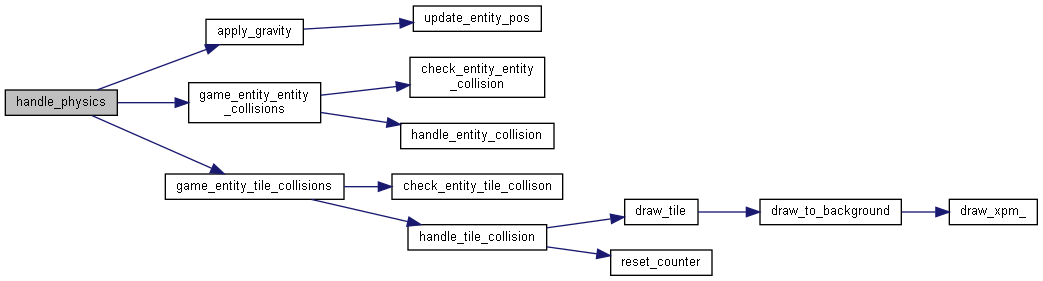 handle_physics
apply_gravity
update_entity_pos
game_entity_entity
_collisions
check_entity_entity
_collision
handle_entity_collision
game_entity_tile_collisions
check_entity_tile_collison
handle_tile_collision
draw_tile
draw_to_background
draw_xpm_
reset_counter